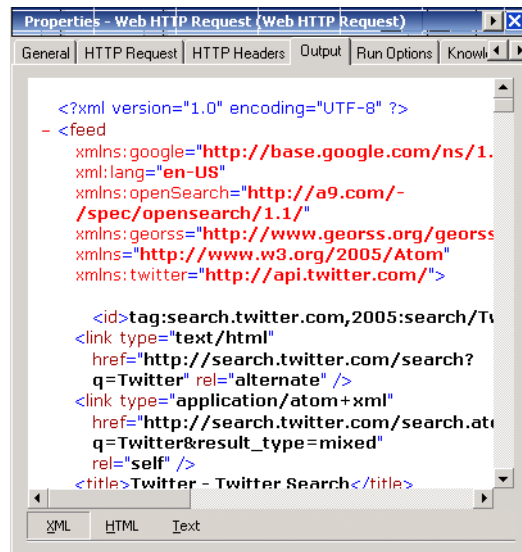 Properties - Web HTTP Request (Web HTTP Request)
General HTTP Request HTTP Headers Output Run Options
<?xml version="1.0" encoding="UTF-8" ?>
- <feed
xmlns:google="http://base.google.com/ns/1.
xml:lang="en-US"
xmlns:openSearch="http://a9.com/-
/spec/opensearch/1.1/"
xmlns:georss="http://www.georss.org/georss
xmlns="http://www.w3.org/2005/Atom"
xmlns:twitter="http://api.twitter.com/">
<id>tag:search.twitter.com,2005:search/Tw
<link type="text/html"
href="http://search.twitter.com/search?
q=Twitter" rel="alternate" />
<link type="application/atom+xml"
href="http://search.twitter.com/search.ato
q=Twitter&result_type=mixed"
rel="self" />
<title>Twitter - Twitter Search</title>
XML HTML Text